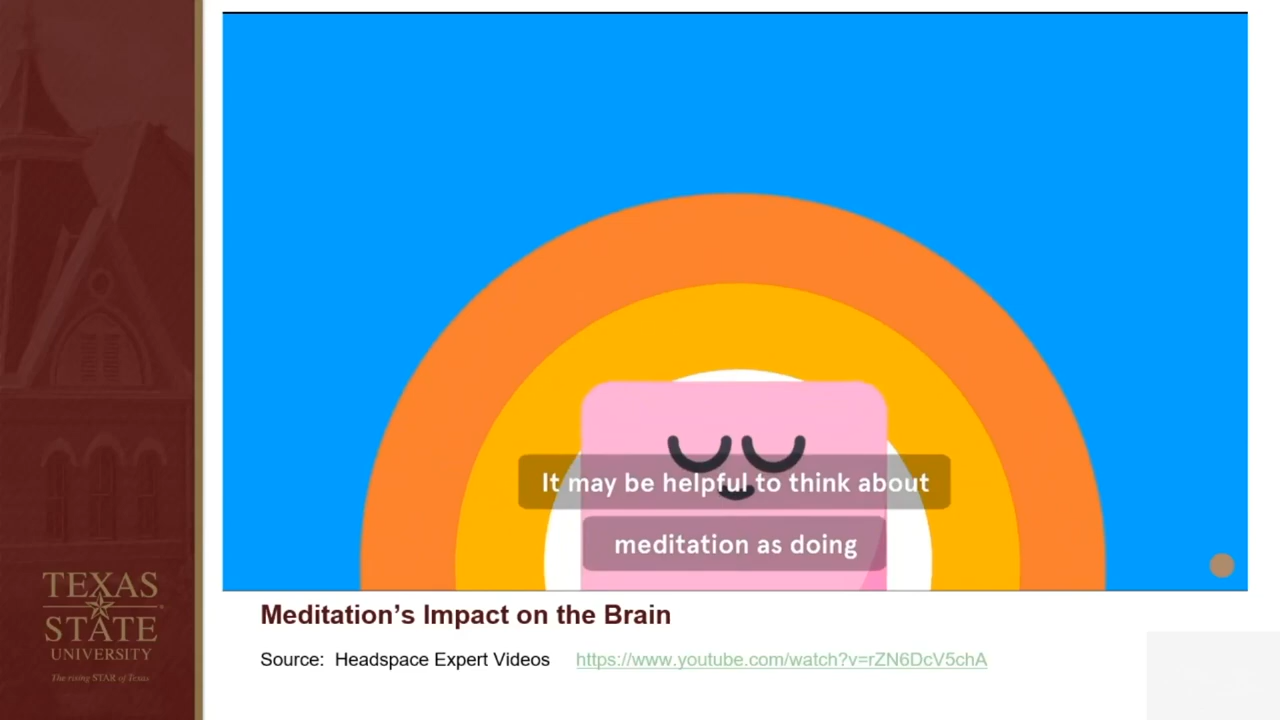 It may be helpful to think about
meditation as doing
Meditation’s Impact on the Brain
Source: Headspace Expert Videos https://www.youtube.com/watch?v=rZN6DcV5chA
TEXAS
STATE
UNIVERSITY
The rising STAR of Texas